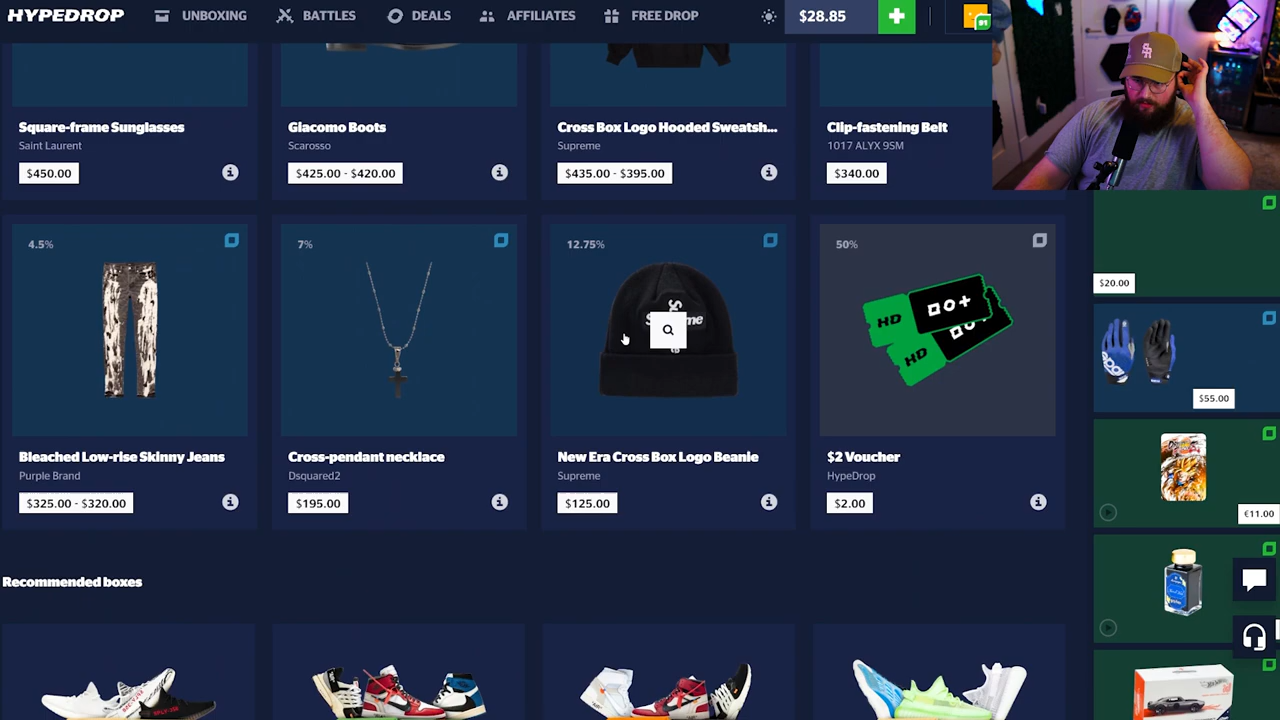 HYPEDROP
UNBOXING
BATTLES
DEALS
AFFILIATES
FREE DROP
$28.85
91
Square-frame Sunglasses
Saint Laurent
$450.00
Giacomo Boots
Scarosso
$425.00 - $420.00
Cross Box Logo Hooded Sweatsh...
Supreme
$435.00 - $395.00
Clip-fastening Belt
1017 ALYX 9SM
$340.00
4.5%
Bleached Low-rise Skinny Jeans
Purple Brand
$325.00 - $320.00
7%
Cross-pendant necklace
Dsquared2
$195.00
12.75%
New Era Cross Box Logo Beanie
Supreme
$125.00
50%
HD
HD
$2 Voucher
HypeDrop
$2.00
$20.00
$55.00
€11.00
Recommended boxes